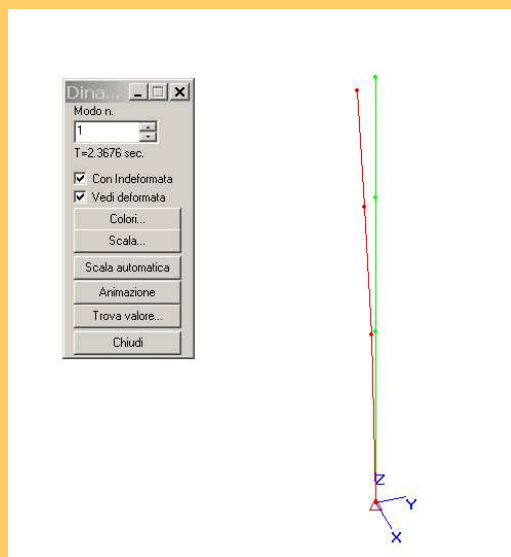 Dina...
Modo n.
1
T=2.3676 sec.
Con Indeformata
Vedi deformata
Colori...
Scala...
Scala automatica
Animazione
Trova valore...
Chiudi
Z
Y
X